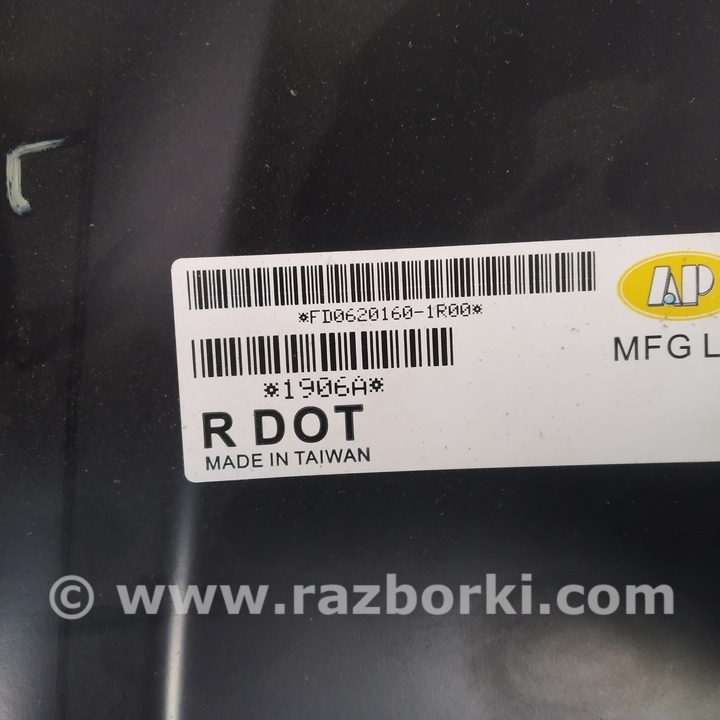 *FD0620160-1R00*
AP
*1906A*
MFG L
R DOT
MADE IN TAIWAN
© www.razborki.com